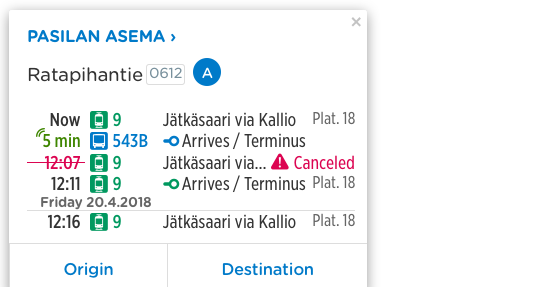 ×
PASILAN ASEMA ›
Ratapihantie 0612 A
Now 9 Jätkäsaari via Kallio Plat. 18
5 min 543B Arrives / Terminus
12:07 9 Jätkäsaari via... Canceled
12:11 9 Arrives / Terminus Plat. 18
Friday 20.4.2018
12:16 9 Jätkäsaari via Kallio Plat. 18
Origin Destination